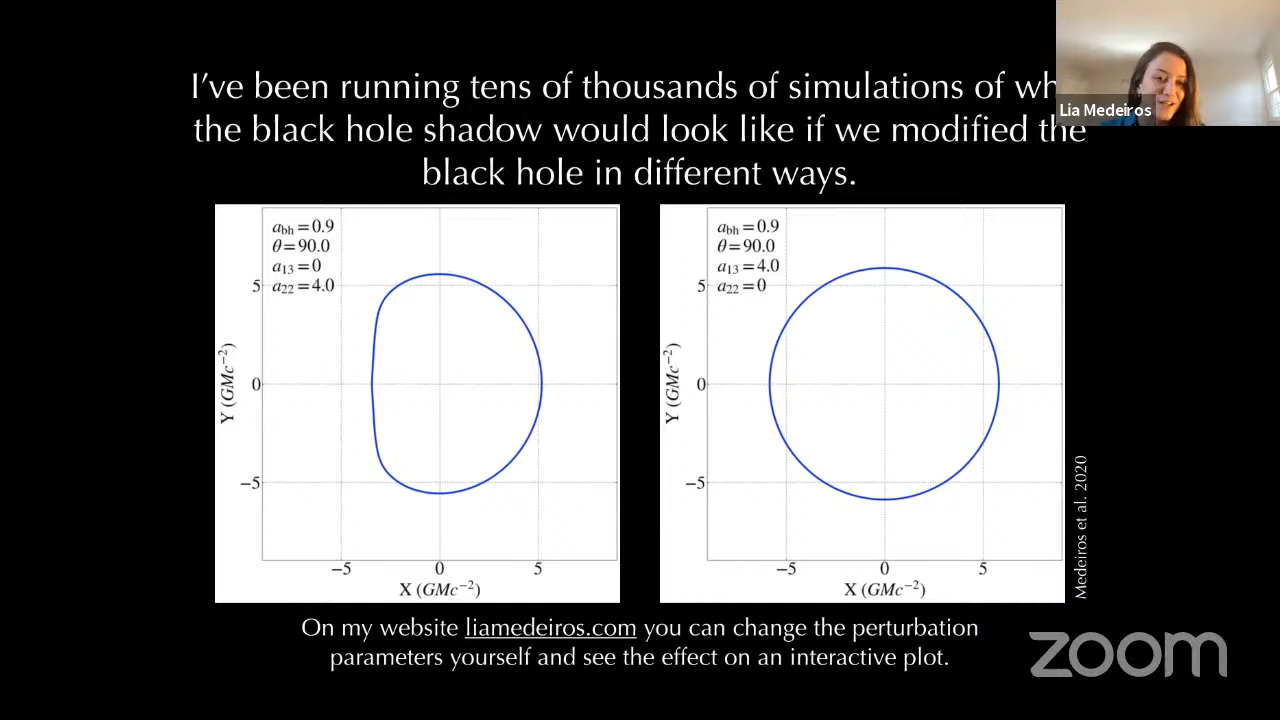 I've been running tens of thousands of simulations of wh
the black hole shadow would look like if we modified the
black hole in different ways.
Lia Medeiros
a_bh = 0.9
θ = 90.0
a_13 = 0
a_22 = 4.0
5
0
−5
Y (GMc⁻²)
−5 0 5
X (GMc⁻²)
a_bh = 0.9
θ = 90.0
a_13 = 4.0
a_22 = 0
5
0
−5
Y (GMc⁻²)
−5 0 5
X (GMc⁻²)
Medeiros et al. 2020
On my website liamedeiros.com you can change the perturbation
parameters yourself and see the effect on an interactive plot.
zoom